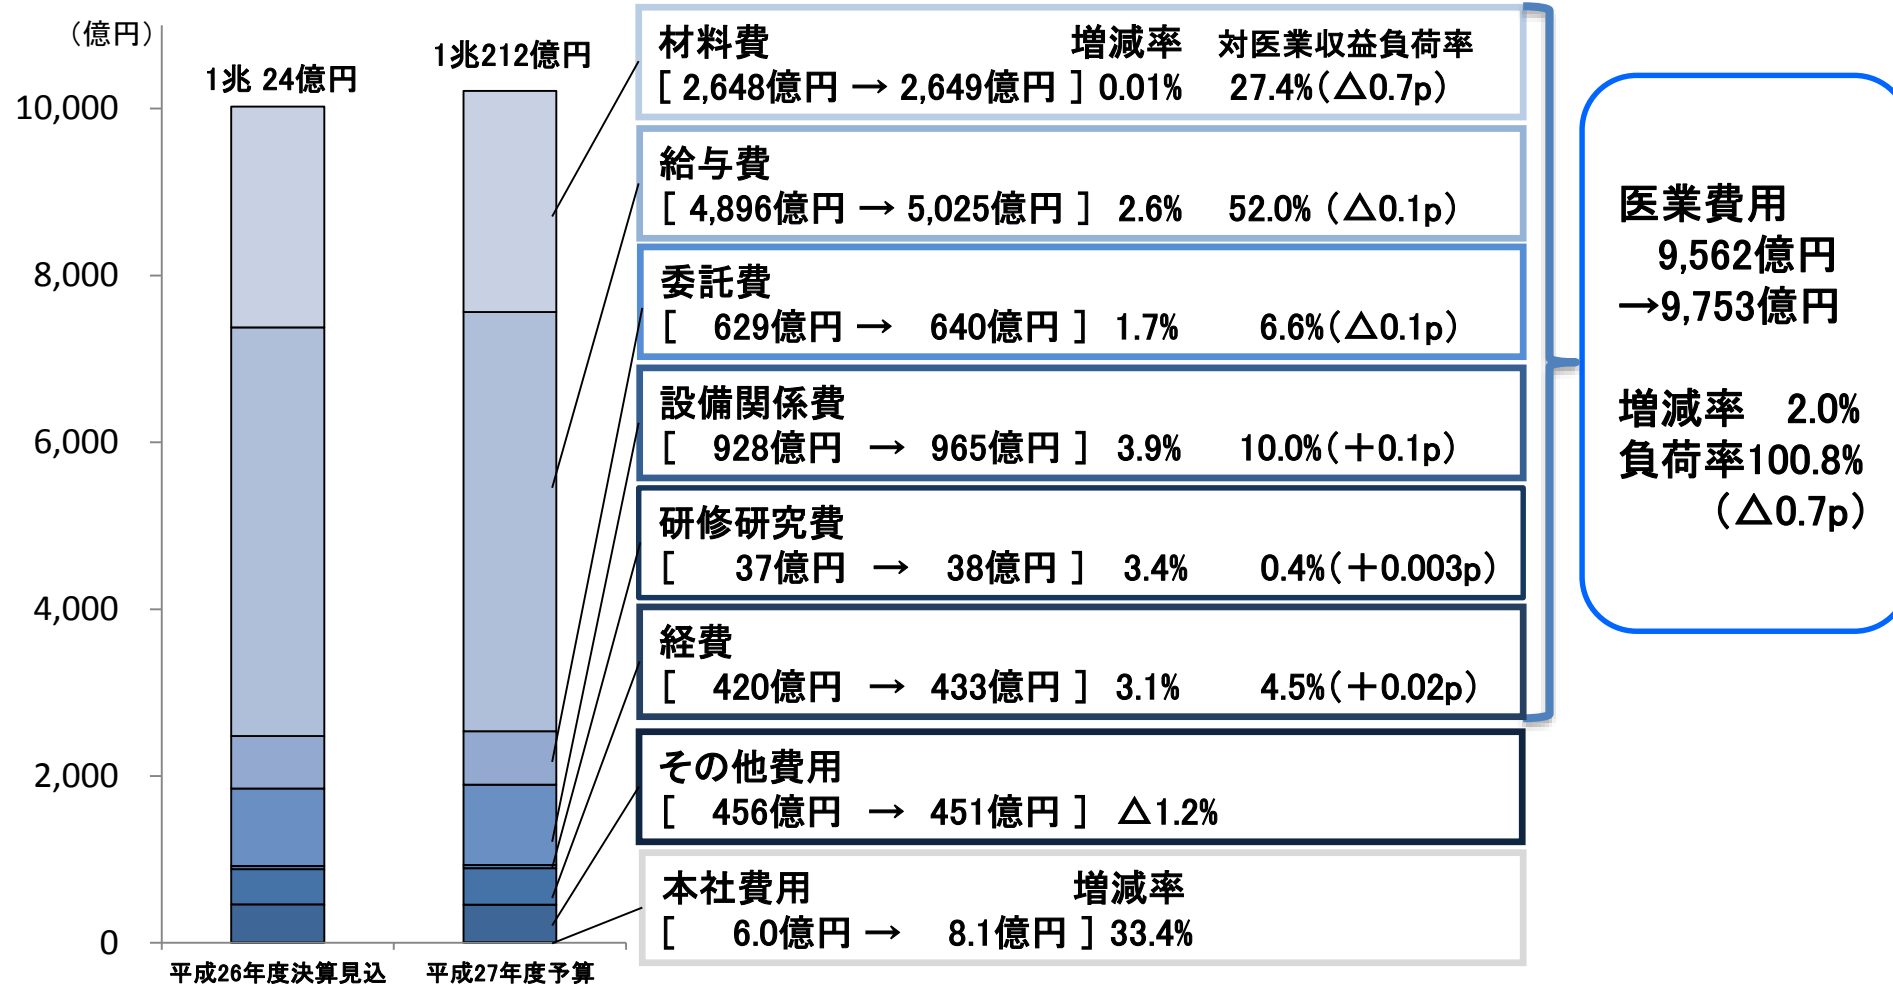 （億円）
10,000
8,000
6,000
4,000
2,000
0
1兆 24億円
1兆212億円
平成26年度決算見込
平成27年度予算
材料費 増減率 対医業収益負荷率
[ 2,648億円 → 2,649億円 ] 0.01% 27.4%（△0.7p）
給与費
[ 4,896億円 → 5,025億円 ] 2.6% 52.0%（△0.1p）
委託費
[ 629億円 → 640億円 ] 1.7% 6.6%（△0.1p）
設備関係費
[ 928億円 → 965億円 ] 3.9% 10.0%（＋0.1p）
研修研究費
[ 37億円 → 38億円 ] 3.4% 0.4%（＋0.003p）
経費
[ 420億円 → 433億円 ] 3.1% 4.5%（＋0.02p）
その他費用
[ 456億円 → 451億円 ] △1.2%
本社費用 増減率
[ 6.0億円 → 8.1億円 ] 33.4%
医業費用
9,562億円
→9,753億円
増減率 2.0%
負荷率100.8%
（△0.7p）